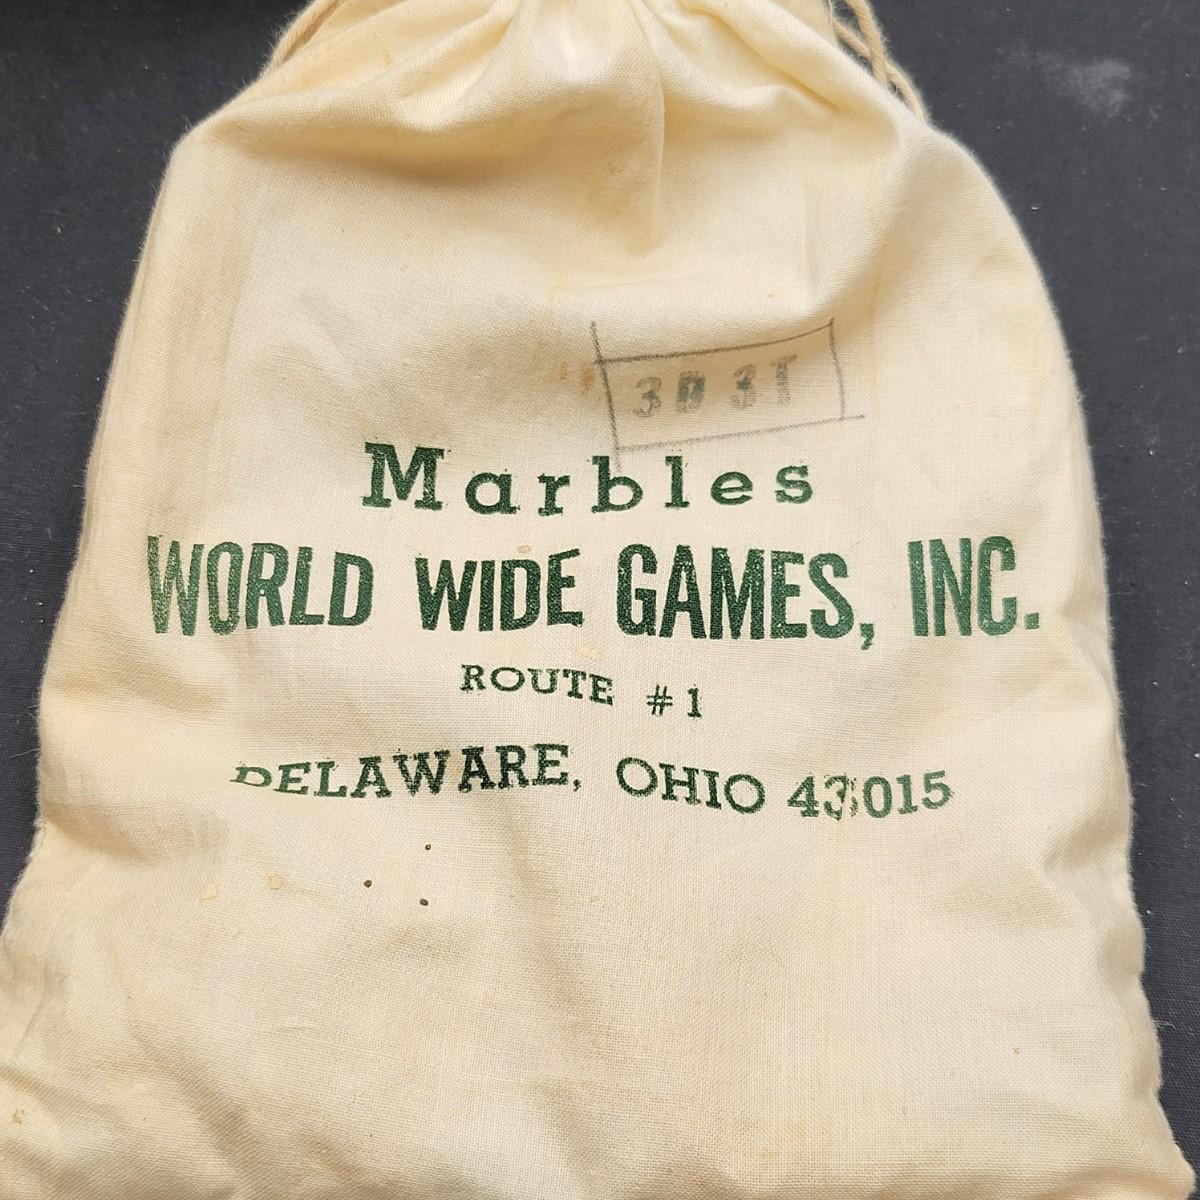 3D3T
Marbles
WORLD WIDE GAMES, INC.
ROUTE #1
DELAWARE, OHIO 43015